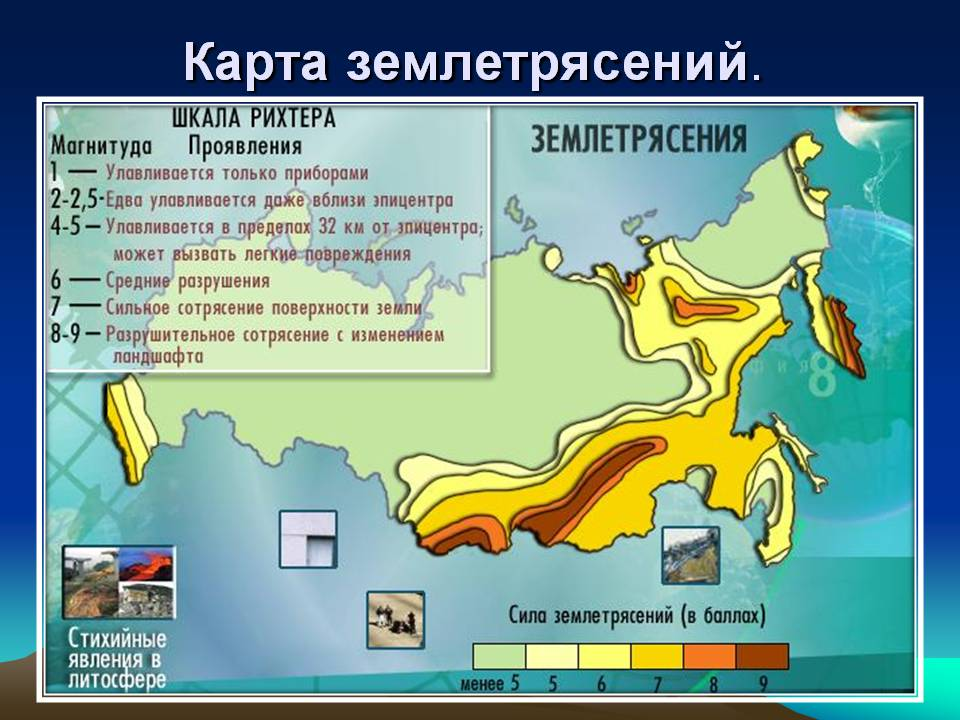 Карта землетрясений.
ШКАЛА РИХТЕРА
Магнитуда Проявления
1 — Улавливается только приборами
2-2,5- Едва улавливается даже вблизи эпицентра
4-5 — Улавливается в пределах 32 км от эпицентра;
может вызвать легкие повреждения
6 — Средние разрушения
7 — Сильное сотрясение поверхности земли
8-9 — Разрушительное сотрясение с изменением
ландшафта
ЗЕМЛЕТРЯСЕНИЯ
8
Стихийные
явления в
литосфере
Сила землетрясений (в баллах)
менее 5 5 6 7 8 9